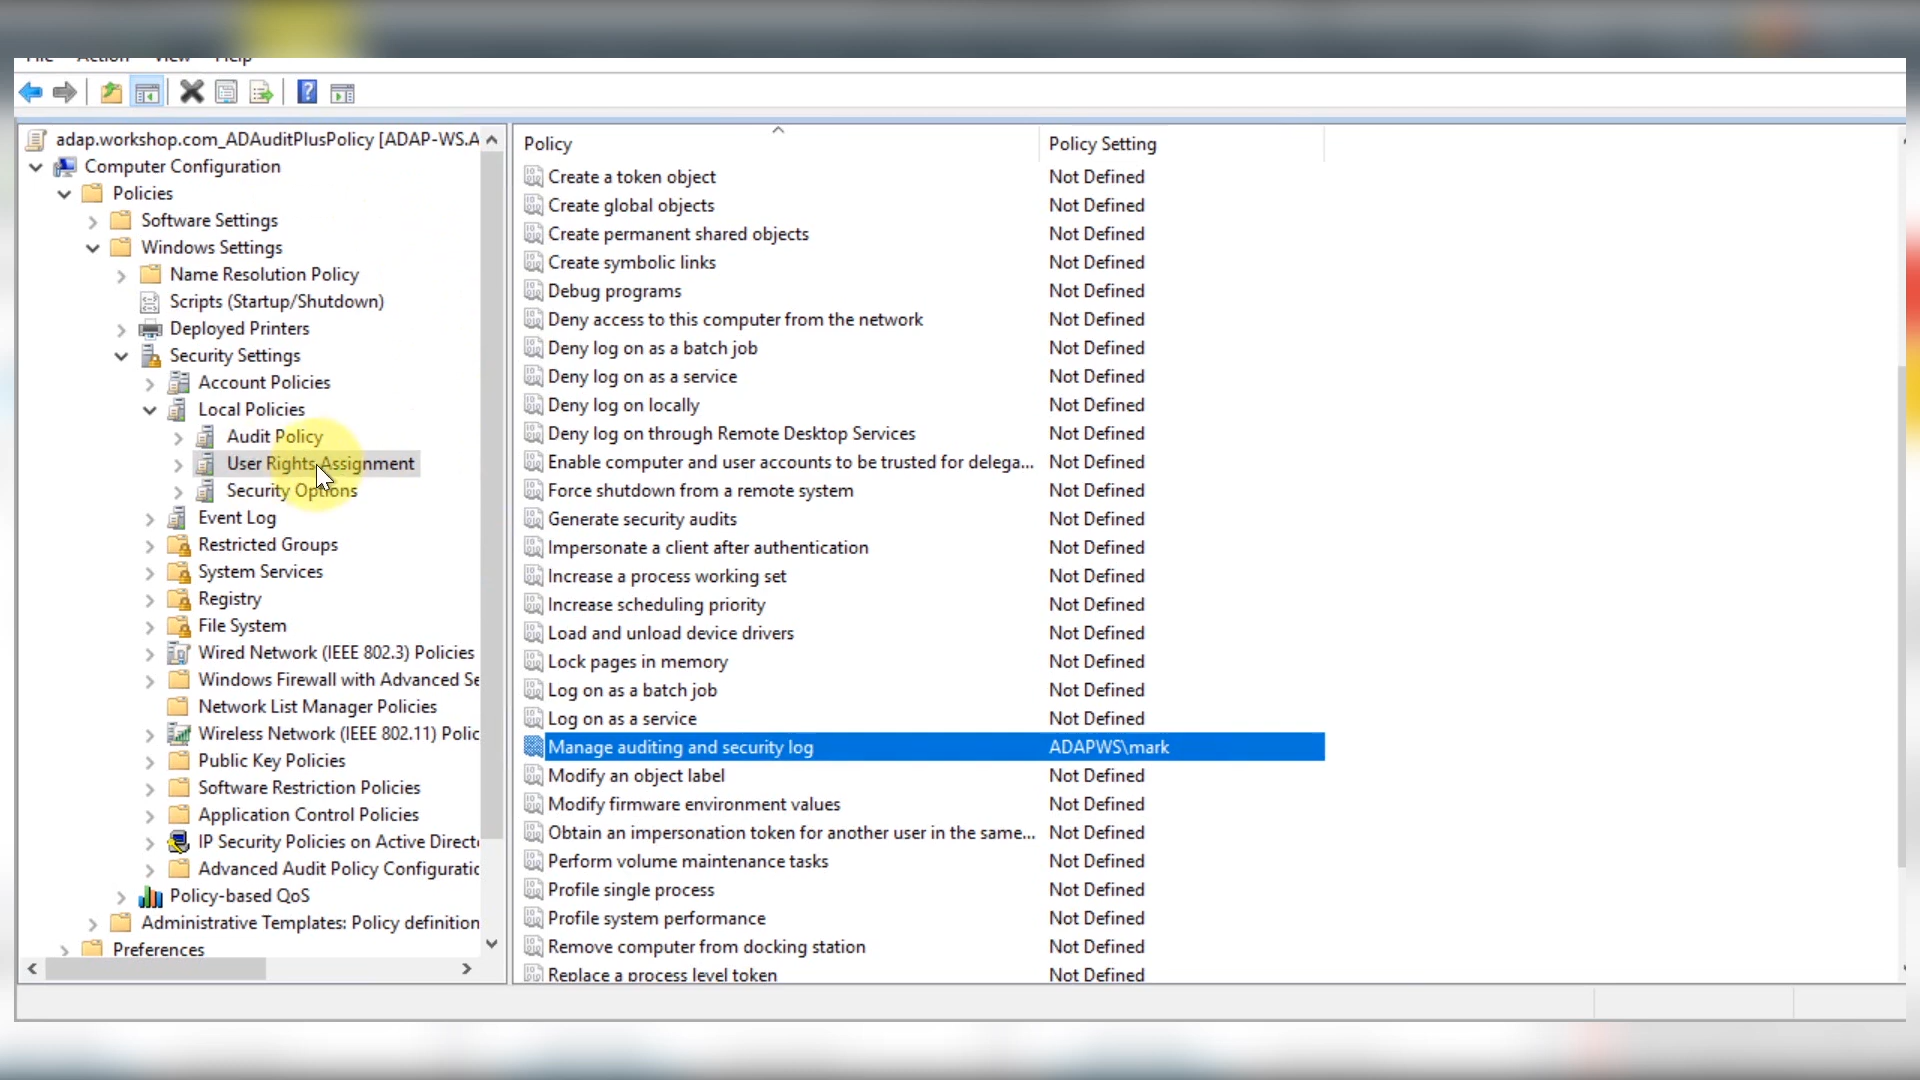 File Action View Help
adap.workshop.com_ADAuditPlusPolicy [ADAP-WS.A
Computer Configuration
Policies
Software Settings
Windows Settings
Name Resolution Policy
Scripts (Startup/Shutdown)
Deployed Printers
Security Settings
Account Policies
Local Policies
Audit Policy
User Rights Assignment
Security Options
Event Log
Restricted Groups
System Services
Registry
File System
Wired Network (IEEE 802.3) Policies
Windows Firewall with Advanced Se
Network List Manager Policies
Wireless Network (IEEE 802.11) Polic
Public Key Policies
Software Restriction Policies
Application Control Policies
IP Security Policies on Active Direct
Advanced Audit Policy Configuratic
Policy-based QoS
Administrative Templates: Policy definition
Preferences
Policy Policy Setting
Create a token object Not Defined
Create global objects Not Defined
Create permanent shared objects Not Defined
Create symbolic links Not Defined
Debug programs Not Defined
Deny access to this computer from the network Not Defined
Deny log on as a batch job Not Defined
Deny log on as a service Not Defined
Deny log on locally Not Defined
Deny log on through Remote Desktop Services Not Defined
Enable computer and user accounts to be trusted for delega... Not Defined
Force shutdown from a remote system Not Defined
Generate security audits Not Defined
Impersonate a client after authentication Not Defined
Increase a process working set Not Defined
Increase scheduling priority Not Defined
Load and unload device drivers Not Defined
Lock pages in memory Not Defined
Log on as a batch job Not Defined
Log on as a service Not Defined
Manage auditing and security log ADAPWS\mark
Modify an object label Not Defined
Modify firmware environment values Not Defined
Obtain an impersonation token for another user in the same... Not Defined
Perform volume maintenance tasks Not Defined
Profile single process Not Defined
Profile system performance Not Defined
Remove computer from docking station Not Defined
Replace a process level token Not Defined